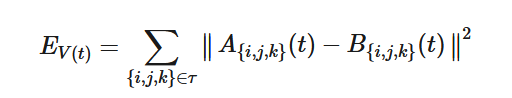 $E_{V(t)} = \sum_{\{i,j,k\} \in \tau} \| A_{\{i,j,k\}}(t) - B_{\{i,j,k\}}(t) \|^2$